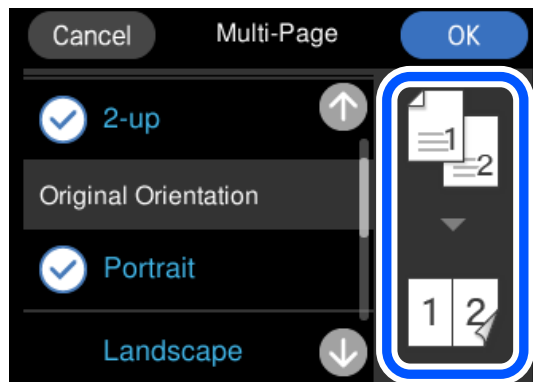 Cancel Multi-Page OK
2-up
1
2
Original Orientation
Portrait
1 2
Landscape